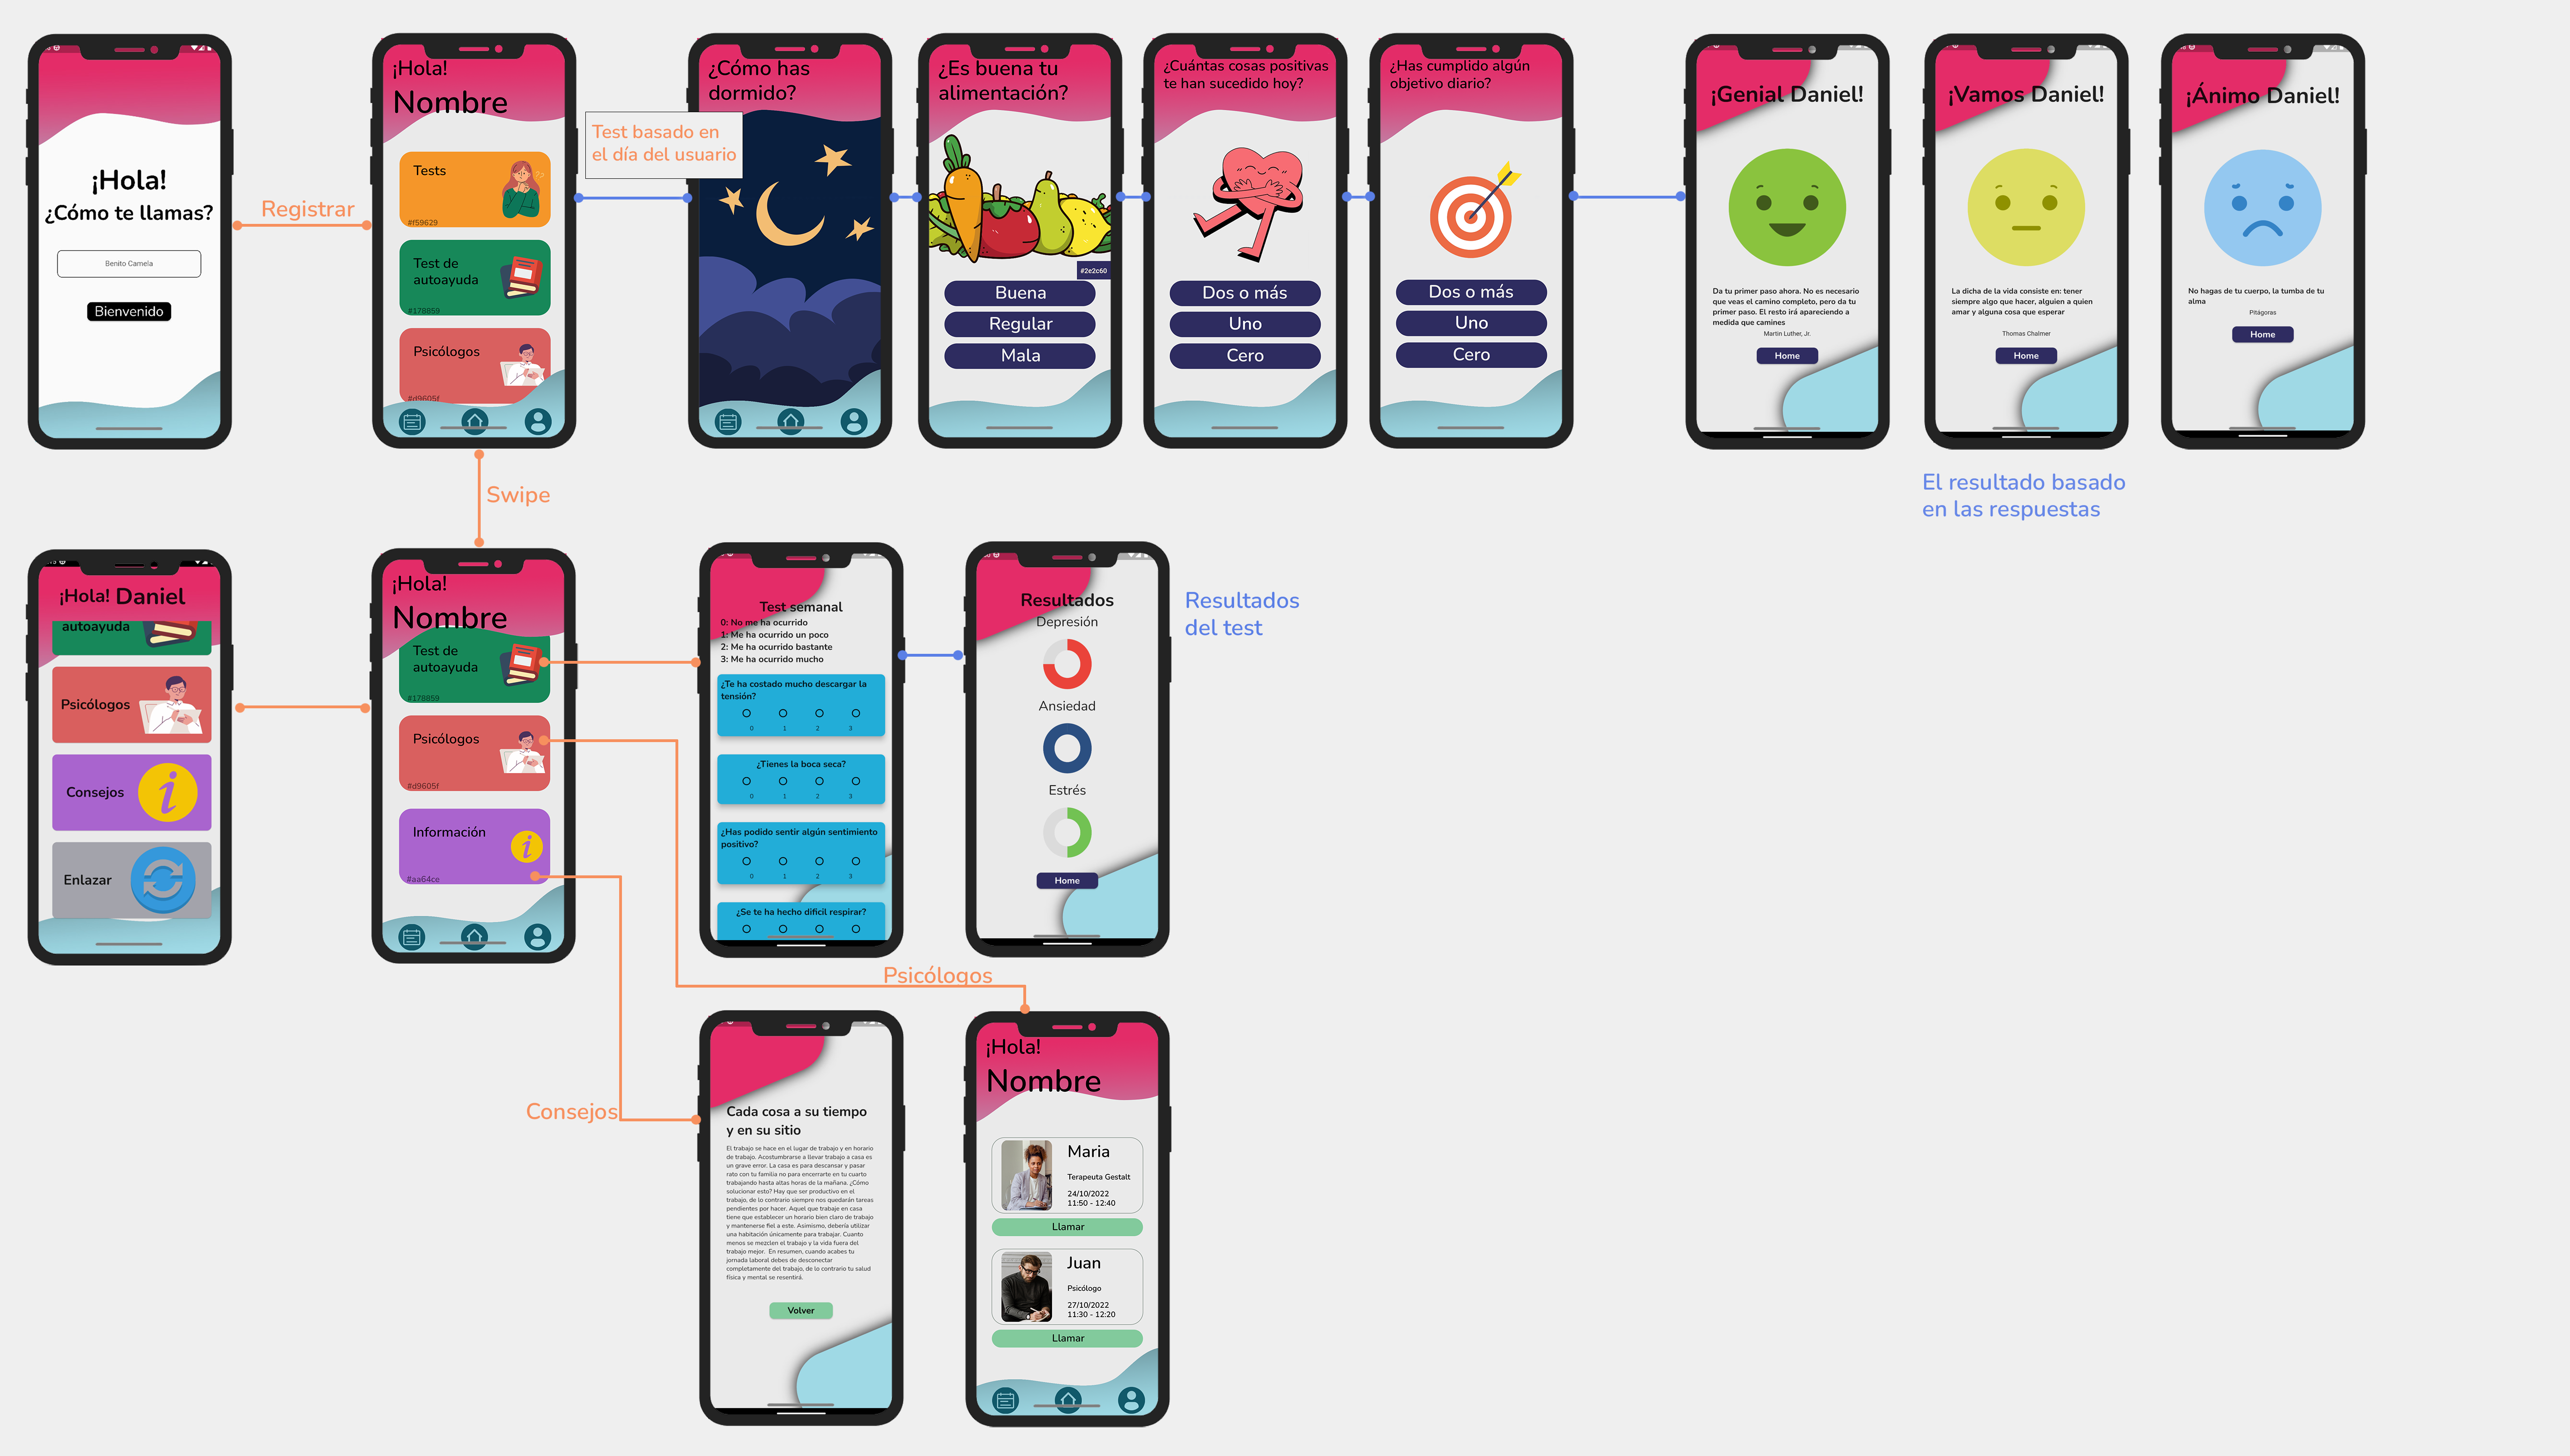 ¡Hola!
¿Cómo te llamas?
Benito Camela
Bienvenido
Registrar
¡Hola!
Nombre
Tests
#f59629
Test de
autoayuda
#178859
Psicólogos
#d9605f
Test basado en
el día del usuario
¿Cómo has
dormido?
¿Es buena tu
alimentación?
#2e2c60
Buena
Regular
Mala
¿Cuántas cosas positivas
te han sucedido hoy?
Dos o más
Uno
Cero
¿Has cumplido algún
objetivo diario?
Dos o más
Uno
Cero
¡Genial Daniel!
Da tu primer paso ahora. No es necesario
que veas el camino completo, pero da tu
primer paso. El resto irá apareciendo a
medida que camines
Martin Luther, Jr.
Home
¡Vamos Daniel!
La dicha de la vida consiste en: tener
siempre algo que hacer, alguien a quien
amar y alguna cosa que esperar
Thomas Chalmer
Home
¡Ánimo Daniel!
No hagas de tu cuerpo, la tumba de tu
alma
Pitágoras
Home
El resultado basado
en las respuestas
Swipe
¡Hola! Daniel
autoayuda
Psicólogos
Consejos
Enlazar
¡Hola!
Nombre
Test de
autoayuda
#178859
Psicólogos
#d9605f
Información
#aa64ce
Test semanal
0: No me ha ocurrido
1: Me ha ocurrido un poco
2: Me ha ocurrido bastante
3: Me ha ocurrido mucho
¿Te ha costado mucho descargar la
tensión?
0 1 2 3
¿Tienes la boca seca?
0 1 2 3
¿Has podido sentir algún sentimiento
positivo?
0 1 2 3
¿Se te ha hecho dificil respirar?
Resultados
Depresión
Ansiedad
Estrés
Home
Resultados
del test
Psicólogos
Consejos
Cada cosa a su tiempo
y en su sitio
El trabajo se hace en el lugar de trabajo y en horario
de trabajo. Acostumbrarse a llevar trabajo a casa es
un grave error. La casa es para descansar y pasar
rato con tu familia no para encerrarte en tu cuarto
trabajando hasta altas horas de la mañana. ¿Cómo
solucionar esto? Hay que ser productivo en el
trabajo, de lo contrario siempre nos quedarán tareas
pendientes por hacer. Aquel que trabaje en casa
tiene que establecer un horario bien claro de trabajo
y mantenerse fiel a este. Asimismo, debería utilizar
una habitación únicamente para trabajar. Cuanto
menos se mezclen el trabajo y la vida fuera del
trabajo mejor. En resumen, cuando acabes tu
jornada laboral debes de desconectar
completamente del trabajo, de lo contrario tu salud
física y mental se resentirá.
Volver
¡Hola!
Nombre
Maria
Terapeuta Gestalt
24/10/2022
11:50 - 12:40
Llamar
Juan
Psicólogo
27/10/2022
11:30 - 12:20
Llamar